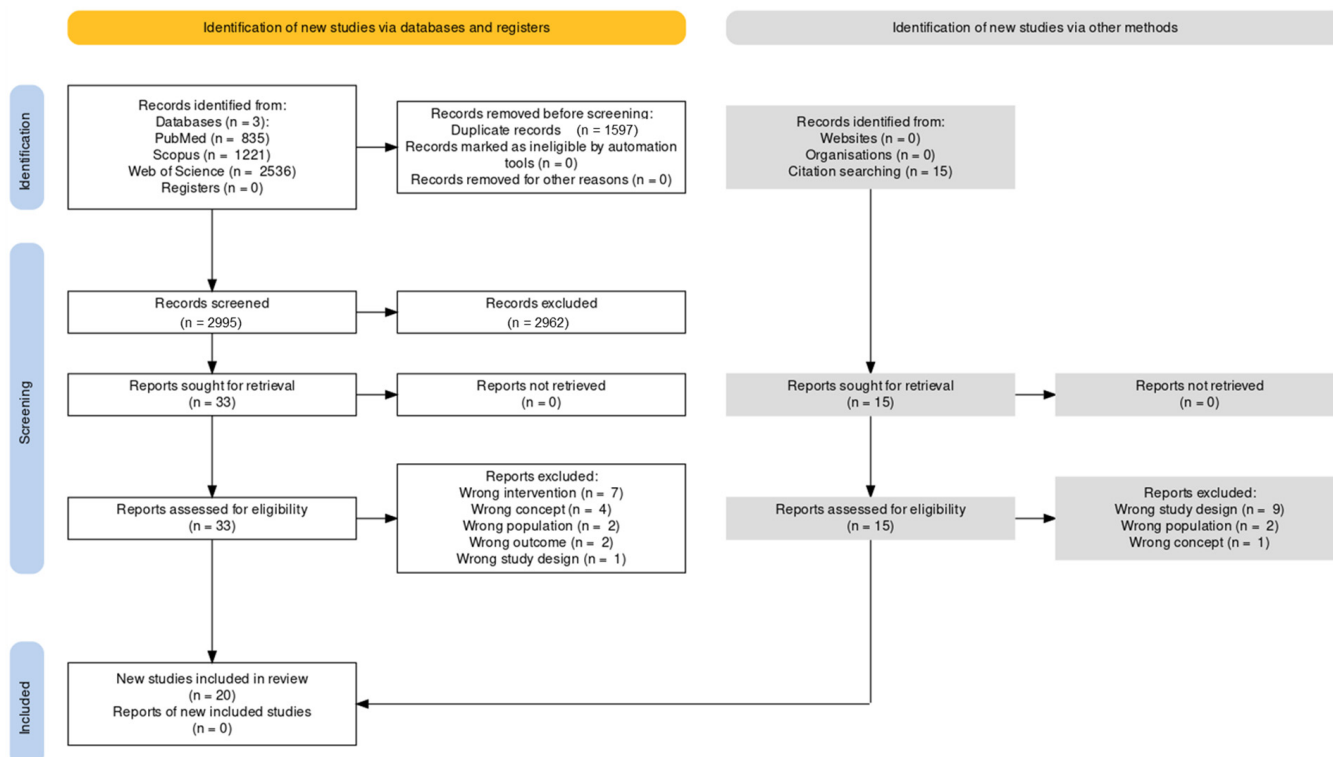 Identification of new studies via databases and registers
Identification of new studies via other methods
Identification
Records identified from:
Databases (n = 3):
PubMed (n = 835)
Scopus (n = 1221)
Web of Science (n = 2536)
Registers (n = 0)
Records removed before screening:
Duplicate records (n = 1597)
Records marked as ineligible by automation
tools (n = 0)
Records removed for other reasons (n = 0)
Records identified from:
Websites (n = 0)
Organisations (n = 0)
Citation searching (n = 15)
Screening
Records screened
(n = 2995)
Records excluded
(n = 2962)
Reports sought for retrieval
(n = 33)
Reports not retrieved
(n = 0)
Reports sought for retrieval
(n = 15)
Reports not retrieved
(n = 0)
Reports assessed for eligibility
(n = 33)
Reports excluded:
Wrong intervention (n = 7)
Wrong concept (n = 4)
Wrong population (n = 2)
Wrong outcome (n = 2)
Wrong study design (n = 1)
Reports assessed for eligibility
(n = 15)
Reports excluded:
Wrong study design (n = 9)
Wrong population (n = 2)
Wrong concept (n = 1)
Included
New studies included in review
(n = 20)
Reports of new included studies
(n = 0)